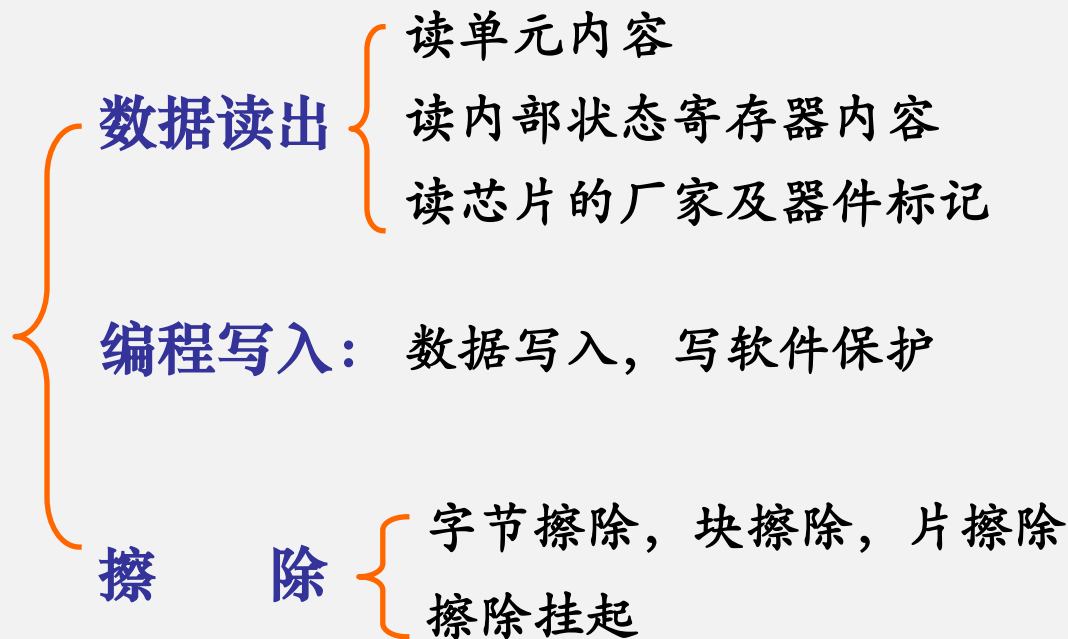 数据读出
读单元内容
读内部状态寄存器内容
读芯片的厂家及器件标记
编程写入： 数据写入，写软件保护
擦 除
字节擦除，块擦除，片擦除
擦除挂起